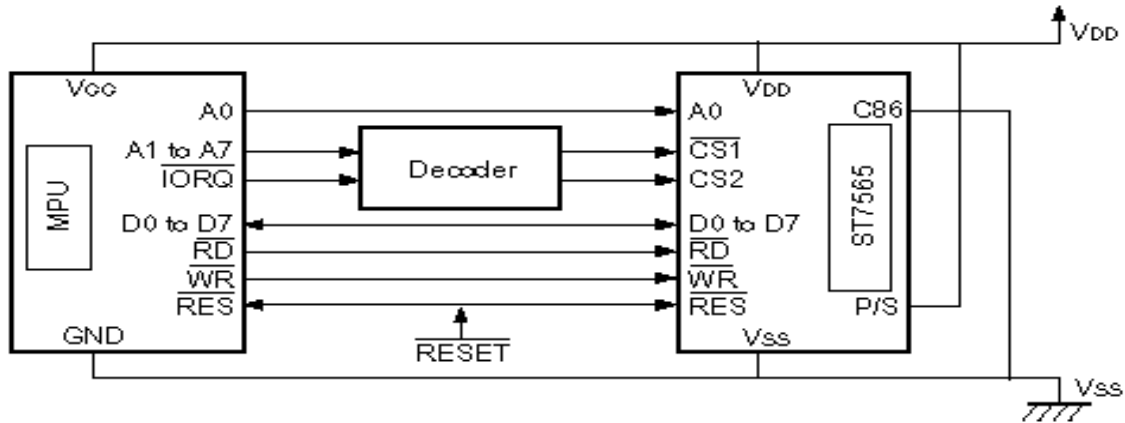 VDD
VCC
VDD
A0
A0
C86
A1 to A7
Decoder
CS1
IORQ
CS2
MPU
ST7565
D0 to D7
D0 to D7
RD
RD
WR
WR
RES
RES
P/S
GND
RESET
VSS
VSS